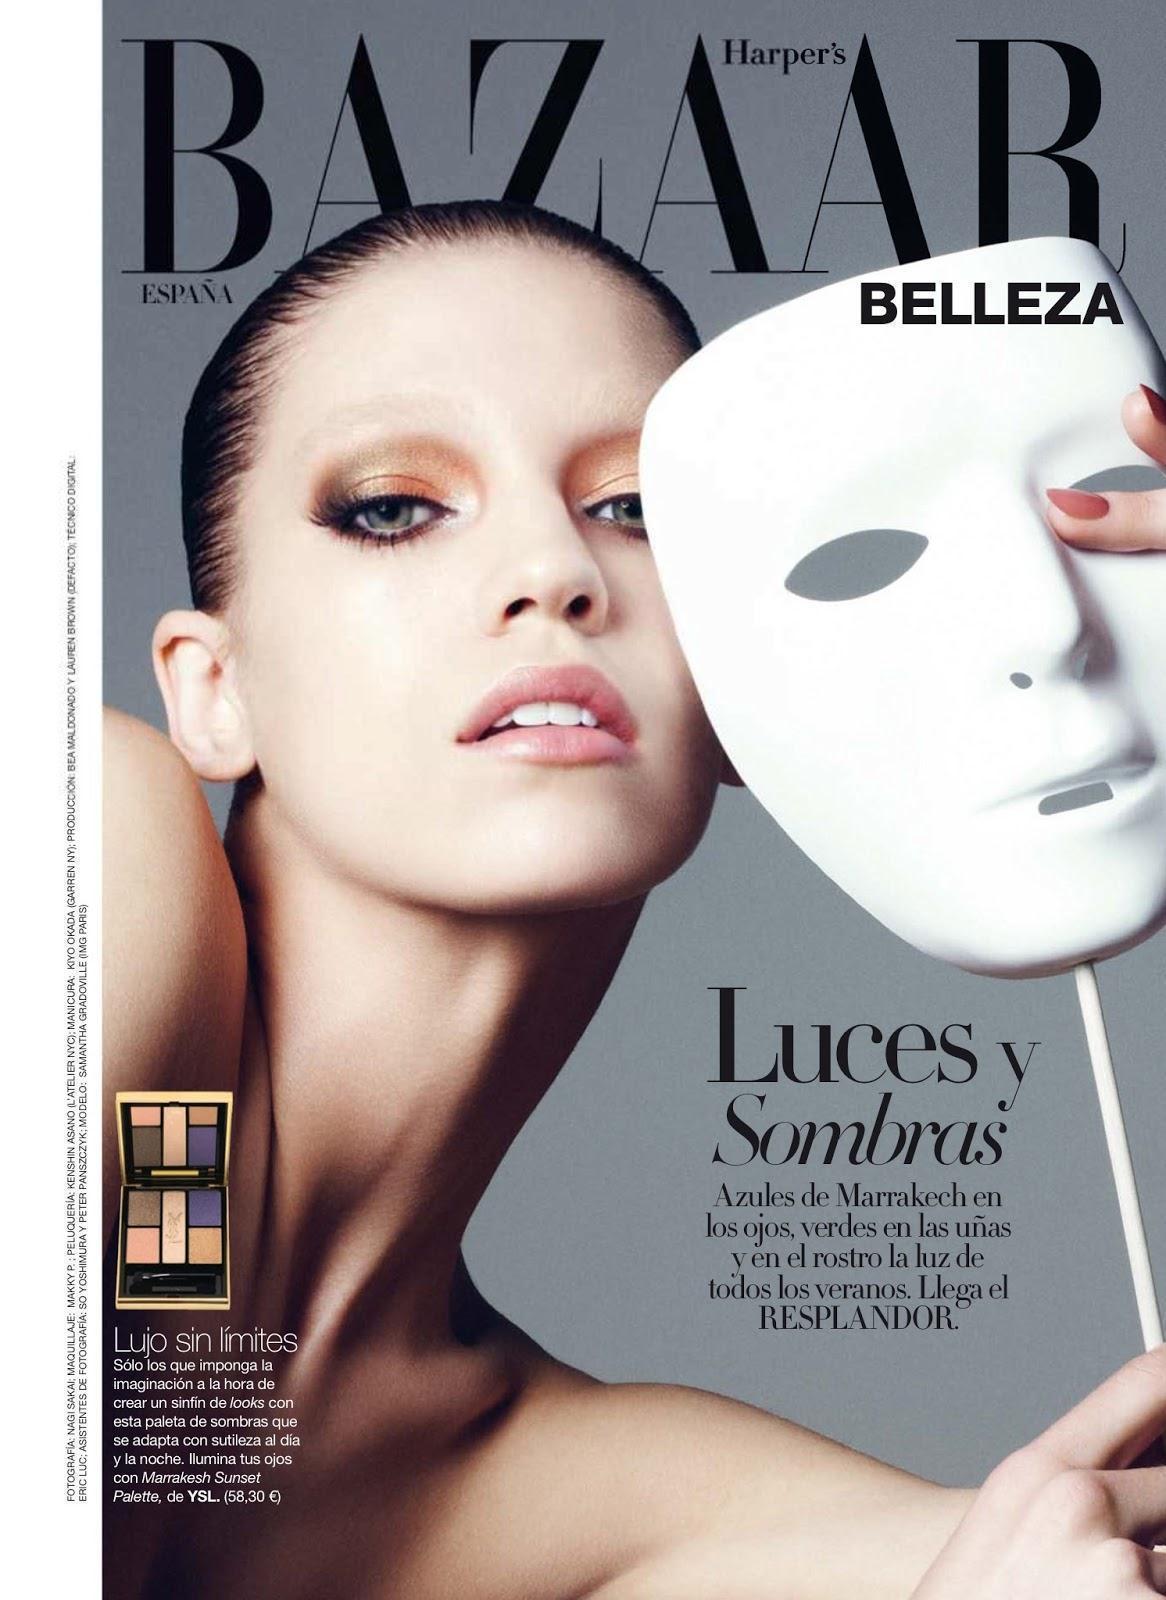 Harper's
BAZAAR
ESPAÑA
BELLEZA
Luces y
Sombras
Azules de Marrakech en
los ojos, verdes en las uñas
y en el rostro la luz de
todos los veranos. Llega el
RESPLANDOR.
Lujo sin límites
Sólo los que imponga la
imaginación a la hora de
crear un sinfín de looks con
esta paleta de sombras que
se adapta con sutileza al día
y la noche. Ilumina tus ojos
con Marrakesh Sunset
Palette, de YSL. (58,30 €)
FOTOGRAFÍA: NAGI SAKAI; MAQUILLAJE: MAKKY P. ; PELUQUERÍA: KENSHIN ASANO (L'ATELIER NYC); MANICURA: KIYO OKADA (GARREN NY); PRODUCCIÓN: BEA MALDONADO Y LAUREN BROWN (DEFACTO); TÉCNICO DIGITAL:
ERIC LUC; ASISTENTES DE FOTOGRAFÍA: SO YOSHIMURA Y PETER PANSZCZYK; MODELO: SAMANTHA GRADOVILLE (IMG PARIS)